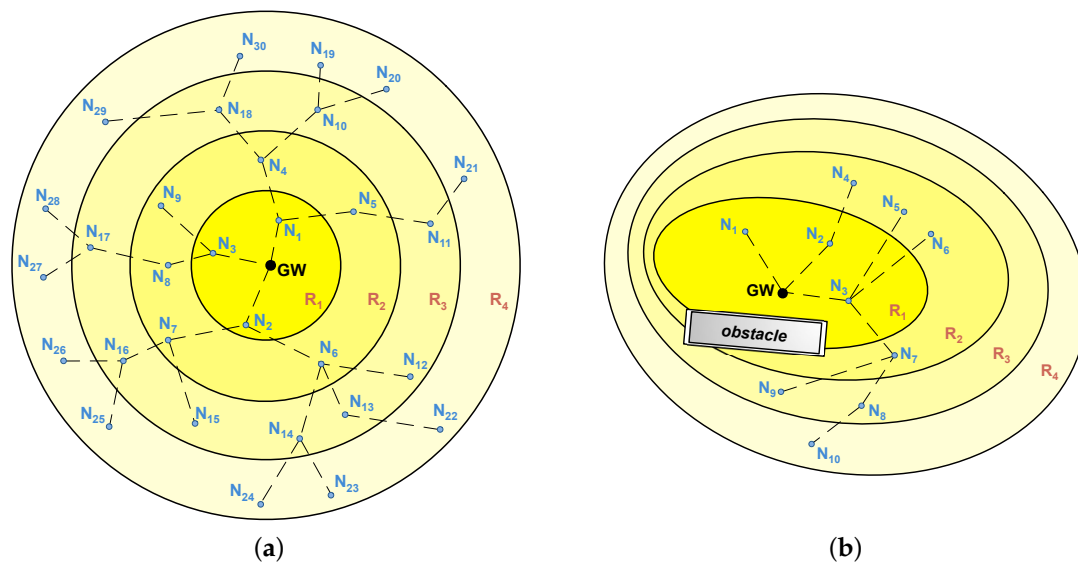 N30
N19
N20
N29
N18
N10
N4
N21
N9
N5
N28
N1
N11
N17
N3
N8
GW
N27
R1
R2
R3
R4
N2
N7
N6
N26
N16
N12
N13
N25
N15
N22
N14
N24
N23
(a)
N4
N5
N1
N2
N6
GW
N3
R1
obstacle
R2
R3
N7
R4
N9
N8
N10
(b)